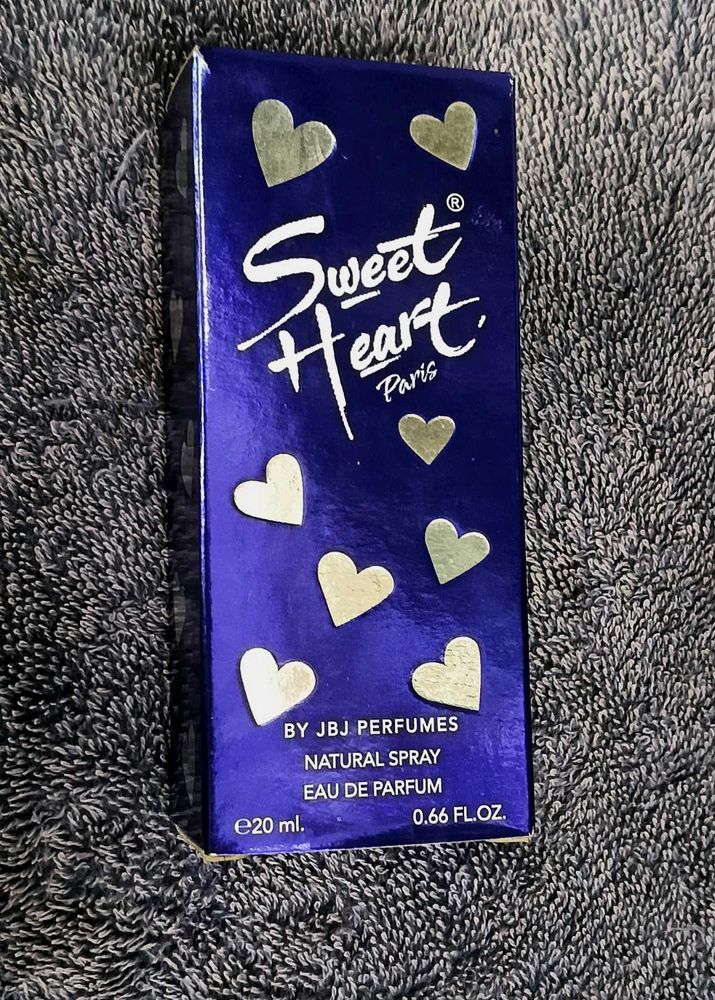 Sweet®
Heart,
Paris
BY JBJ PERFUMES
NATURAL SPRAY
EAU DE PARFUM
℮20 ml.
0.66 FL.OZ.